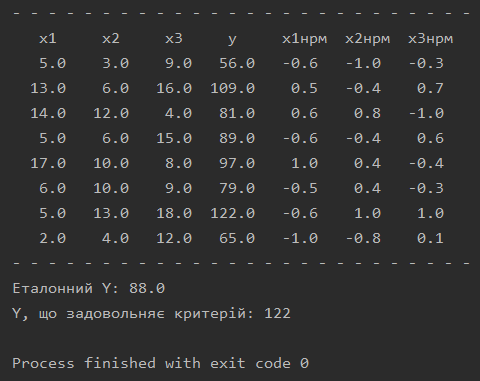 - - - - - - - - - - - - - - - - - - - - - - - - - -
x1 x2 x3 y x1нрм x2нрм x3нрм
5.0 3.0 9.0 56.0 -0.6 -1.0 -0.3
13.0 6.0 16.0 109.0 0.5 -0.4 0.7
14.0 12.0 4.0 81.0 0.6 0.8 -1.0
5.0 6.0 15.0 89.0 -0.6 -0.4 0.6
17.0 10.0 8.0 97.0 1.0 0.4 -0.4
6.0 10.0 9.0 79.0 -0.5 0.4 -0.3
5.0 13.0 18.0 122.0 -0.6 1.0 1.0
2.0 4.0 12.0 65.0 -1.0 -0.8 0.1
- - - - - - - - - - - - - - - - - - - - - - - - - -
Еталонний Y: 88.0
Y, що задовольняє критерій: 122
Process finished with exit code 0